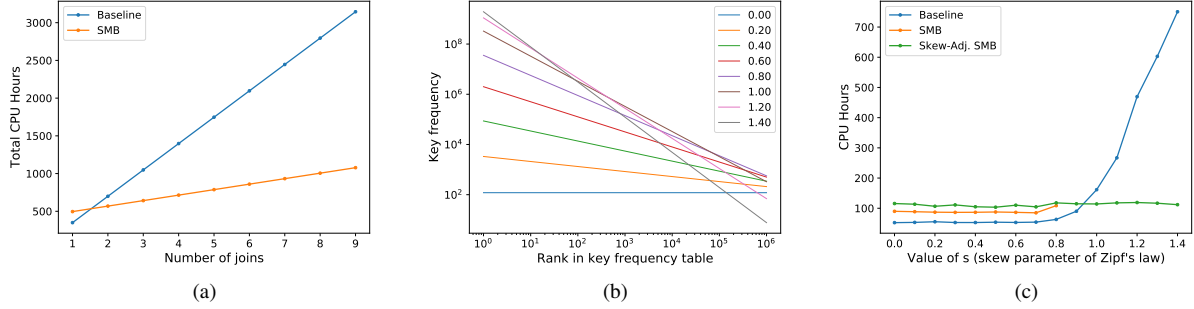 Baseline
SMB
3000
2500
2000
1500
1000
500
Total CPU Hours
1 2 3 4 5 6 7 8 9
Number of joins
(a)
0.00
0.20
0.40
0.60
0.80
1.00
1.20
1.40
10^8
10^6
10^4
10^2
Key frequency
10^0 10^1 10^2 10^3 10^4 10^5 10^6
Rank in key frequency table
(b)
Baseline
SMB
Skew-Adj. SMB
700
600
500
400
300
200
100
CPU Hours
0.0 0.2 0.4 0.6 0.8 1.0 1.2 1.4
Value of s (skew parameter of Zipf's law)
(c)